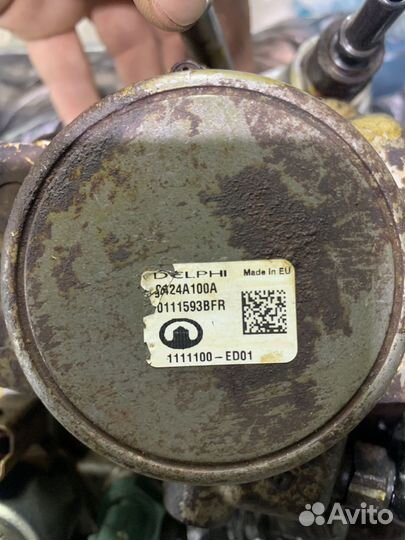 DELPHI Made in EU
9424A100A
0111593BFR
1111100-ED01
Avito